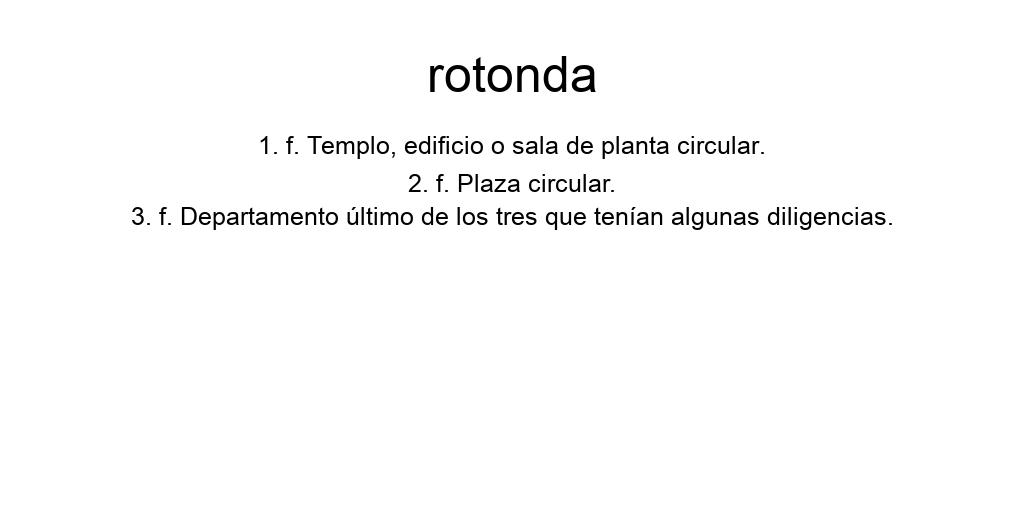 rotonda
1. f. Templo, edificio o sala de planta circular.
2. f. Plaza circular.
3. f. Departamento último de los tres que tenían algunas diligencias.